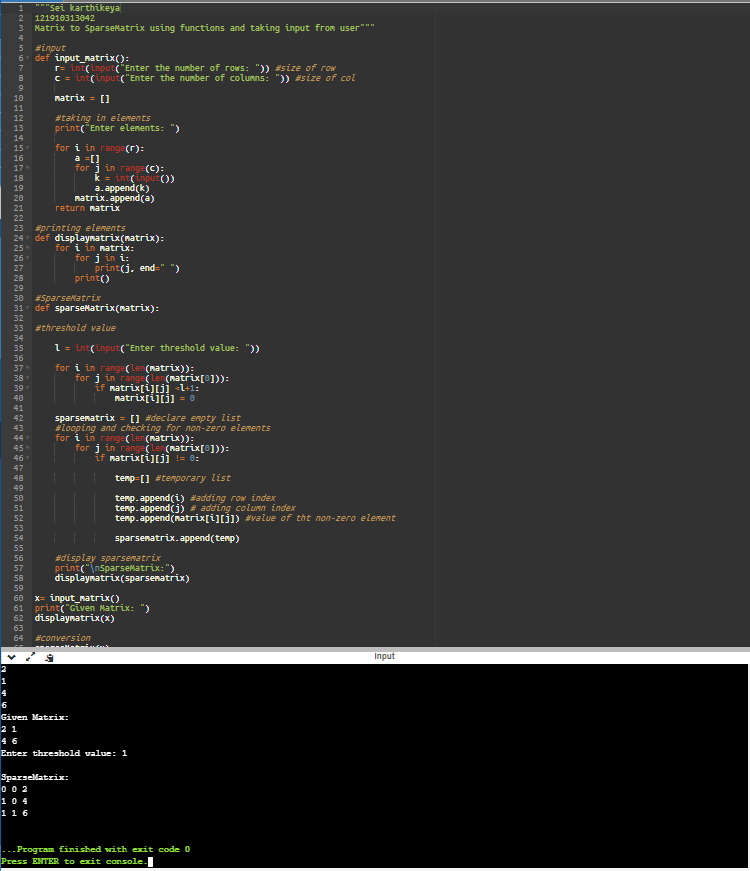 1 """Sei karthikeya
2 121910313042
3 Matrix to SparseMatrix using functions and taking input from user"""
4
5 #input
6 def input_matrix():
7 r= int(input("Enter the number of rows: ")) #size of row
8 c = int(input("Enter the number of columns: ")) #size of col
9
10 matrix = []
11
12 #taking in elements
13 print("Enter elements: ")
14
15 for i in range(r):
16 a =[]
17 for j in range(c):
18 k = int(input())
19 a.append(k)
20 matrix.append(a)
21 return matrix
22
23 #printing elements
24 def displaymatrix(matrix):
25 for i in matrix:
26 for j in i:
27 print(j, end=" ")
28 print()
29
30 #SparseMatrix
31 def sparseMatrix(matrix):
32
33 #threshold value
34
35 l = int(input("Enter threshold value: "))
36
37 for i in range(len(matrix)):
38 for j in range(len(matrix[0])):
39 if matrix[i][j] <l+1:
40 matrix[i][j] = 0
41
42 sparsematrix = [] #declare empty list
43 #looping and checking for non-zero elements
44 for i in range(len(matrix)):
45 for j in range(len(matrix[0])):
46 if matrix[i][j] != 0:
47
48 temp=[] #temporary list
49
50 temp.append(i) #adding row index
51 temp.append(j) # adding column index
52 temp.append(matrix[i][j]) #value of tht non-zero element
53
54 sparsematrix.append(temp)
55
56 #display sparsematrix
57 print("\nSparseMatrix:")
58 displaymatrix(sparsematrix)
59
60 x= input_matrix()
61 print("Given Matrix: ")
62 displaymatrix(x)
63
64 #conversion
input
2
1
4
6
Given Matrix:
2 1
4 6
Enter threshold value: 1
SparseMatrix:
0 0 2
1 0 4
1 1 6
...Program finished with exit code 0
Press ENTER to exit console.